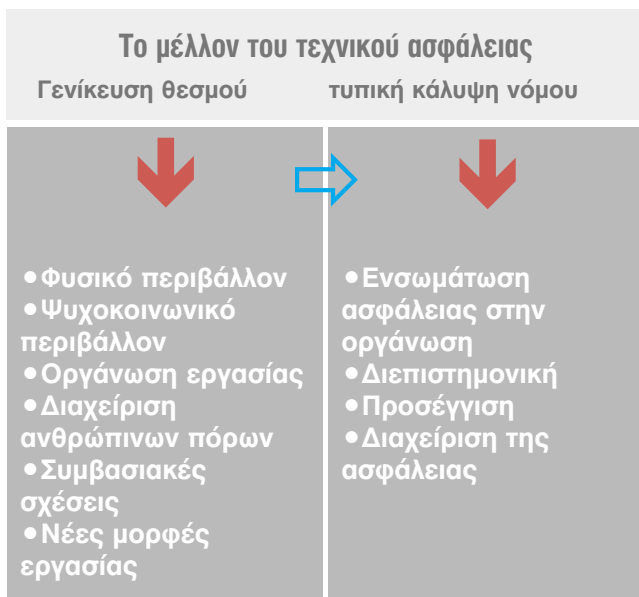 Το μέλλον του τεχνικού ασφάλειας
Γενίκευση θεσμού τυπική κάλυψη νόμου
●Φυσικό περιβάλλον
●Ψυχοκοινωνικό
περιβάλλον
●Οργάνωση εργασίας
●Διαχείριση
ανθρώπινων πόρων
●Συμβασιακές
σχέσεις
●Νέες μορφές
εργασίας
●Ενσωμάτωση
ασφάλειας στην
οργάνωση
●Διεπιστημονική
●Προσέγγιση
●Διαχείριση της
ασφάλειας